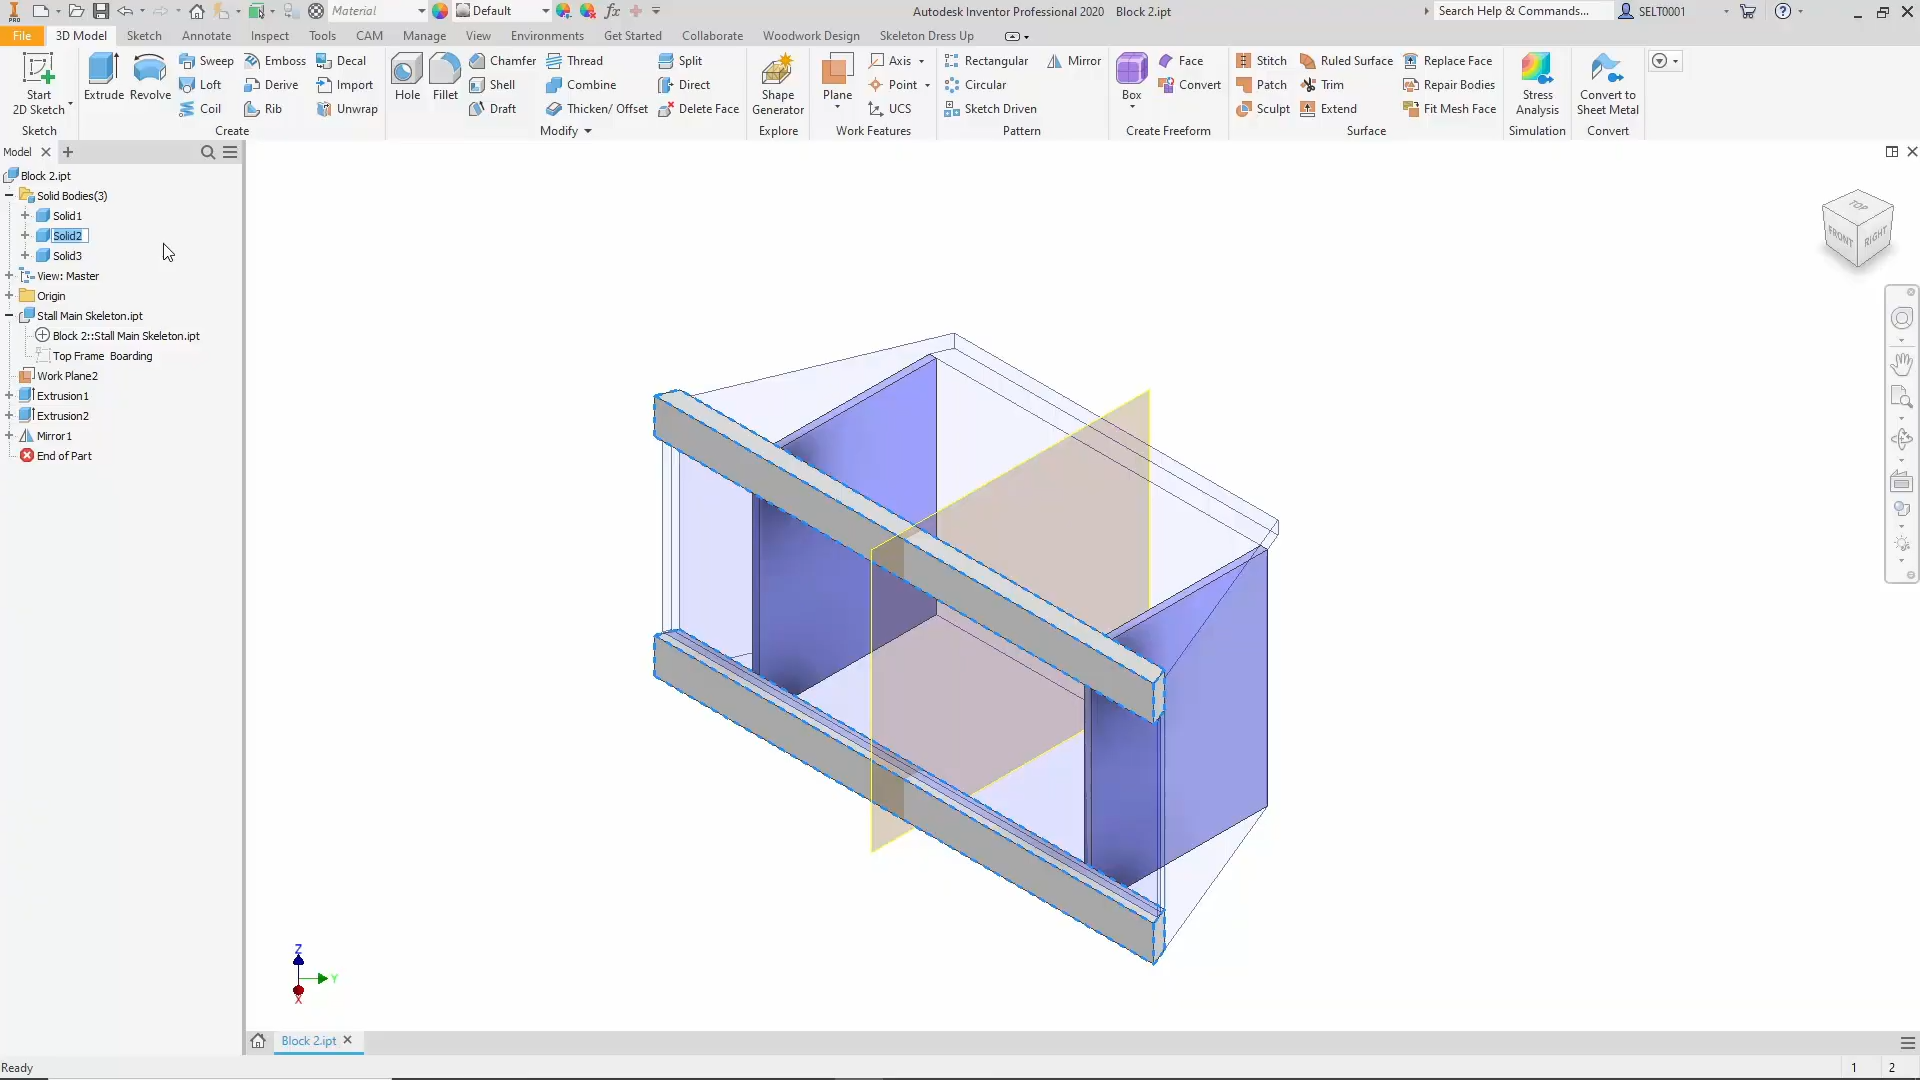 PRO
Material
Default
fx
Autodesk Inventor Professional 2020 Block 2.ipt
Search Help & Commands...
SELT0001
File
3D Model
Sketch
Annotate
Inspect
Tools
CAM
Manage
View
Environments
Get Started
Collaborate
Woodwork Design
Skeleton Dress Up
Start
2D Sketch
Sketch
Extrude
Revolve
Sweep
Loft
Coil
Emboss
Derive
Rib
Decal
Import
Unwrap
Create
Hole
Fillet
Chamfer
Shell
Draft
Thread
Combine
Thicken/ Offset
Split
Direct
Delete Face
Modify
Shape
Generator
Explore
Plane
Axis
Point
UCS
Work Features
Rectangular
Circular
Sketch Driven
Mirror
Pattern
Box
Face
Convert
Create Freeform
Stitch
Patch
Sculpt
Ruled Surface
Trim
Extend
Replace Face
Repair Bodies
Fit Mesh Face
Surface
Stress
Analysis
Simulation
Convert to
Sheet Metal
Convert
Model
Block 2.ipt
Solid Bodies(3)
Solid1
Solid2
Solid3
View: Master
Origin
Stall Main Skeleton.ipt
Block 2::Stall Main Skeleton.ipt
Top Frame Boarding
Work Plane2
Extrusion1
Extrusion2
Mirror1
End of Part
TOP
FRONT
RIGHT
Z
Y
X
Block 2.ipt
Ready
1
2